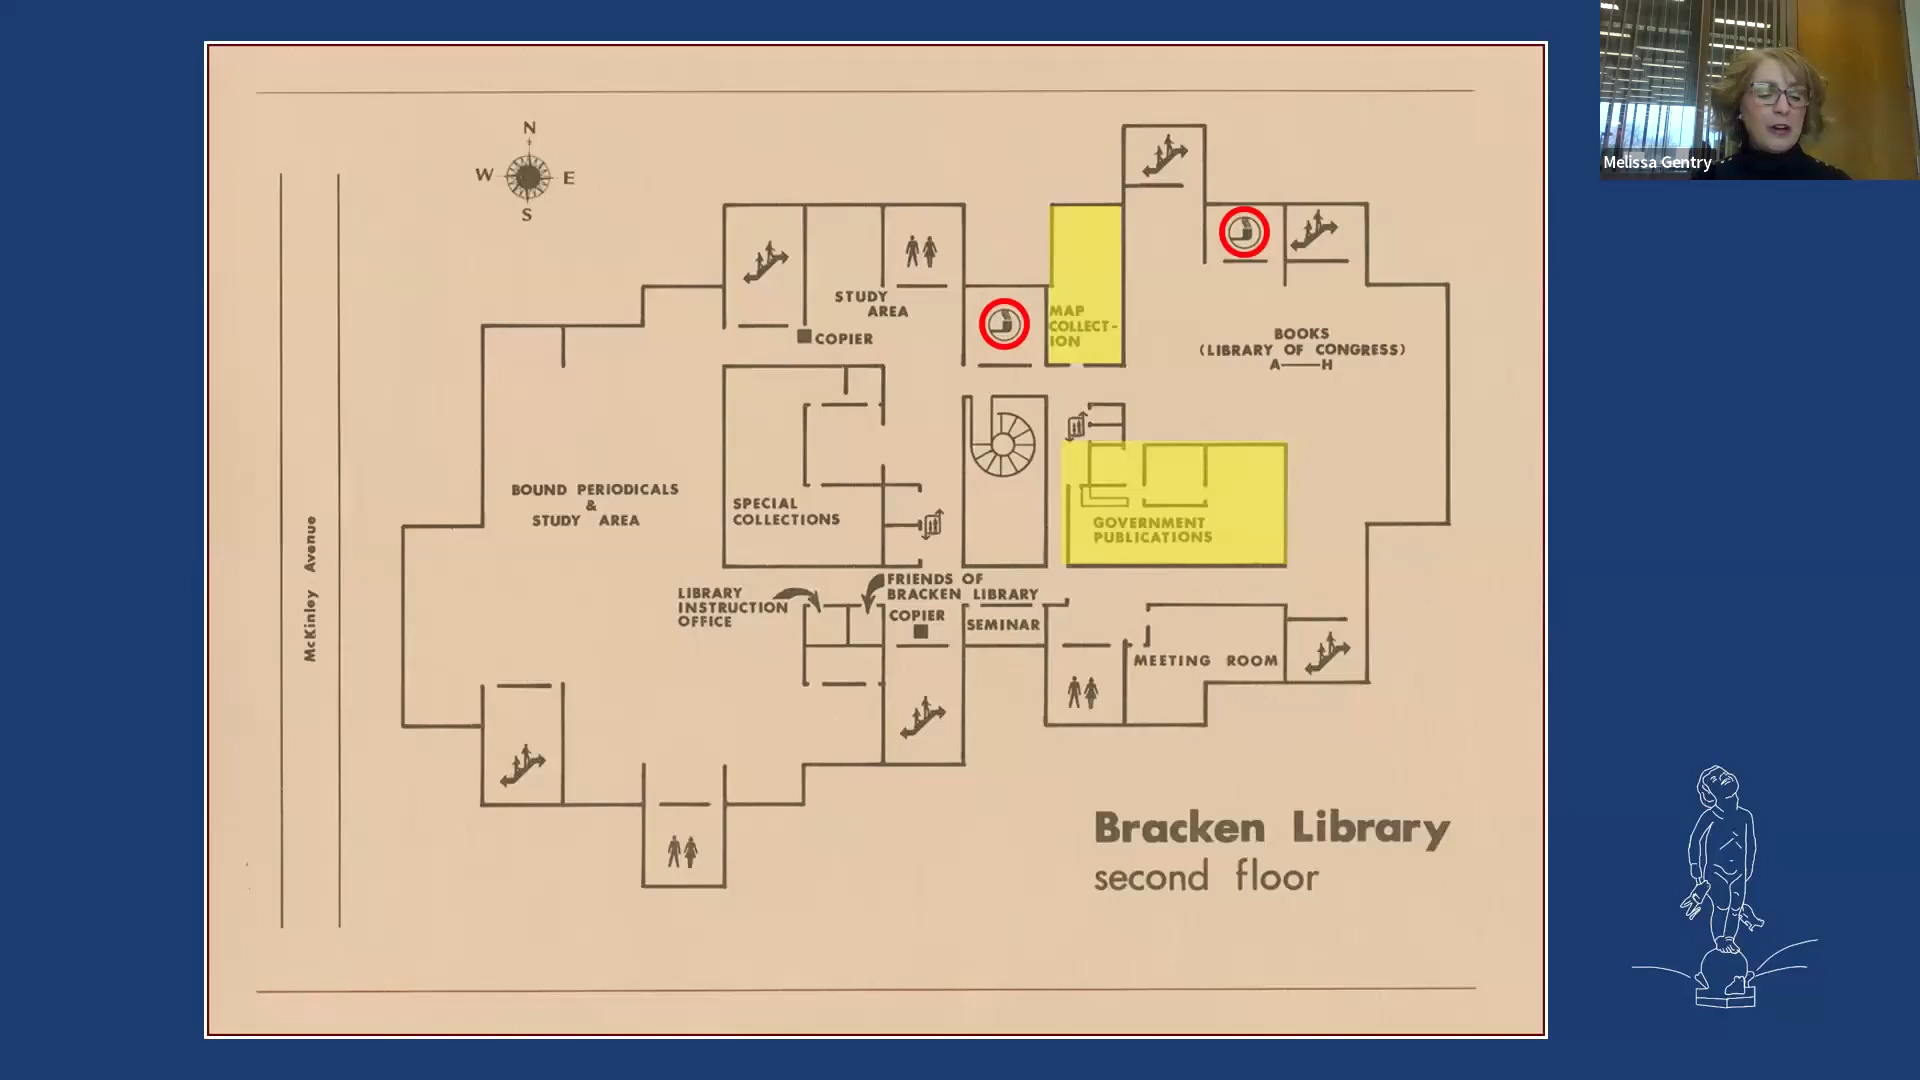 Melissa Gentry
N
W E
S
STUDY
AREA
COPIER
MAP
COLLECT-
ION
BOOKS
(LIBRARY OF CONGRESS)
A—H
BOUND PERIODICALS
&
STUDY AREA
SPECIAL
COLLECTIONS
GOVERNMENT
PUBLICATIONS
McKinley Avenue
LIBRARY
INSTRUCTION
OFFICE
FRIENDS OF
BRACKEN LIBRARY
COPIER
SEMINAR
MEETING ROOM
Bracken Library
second floor